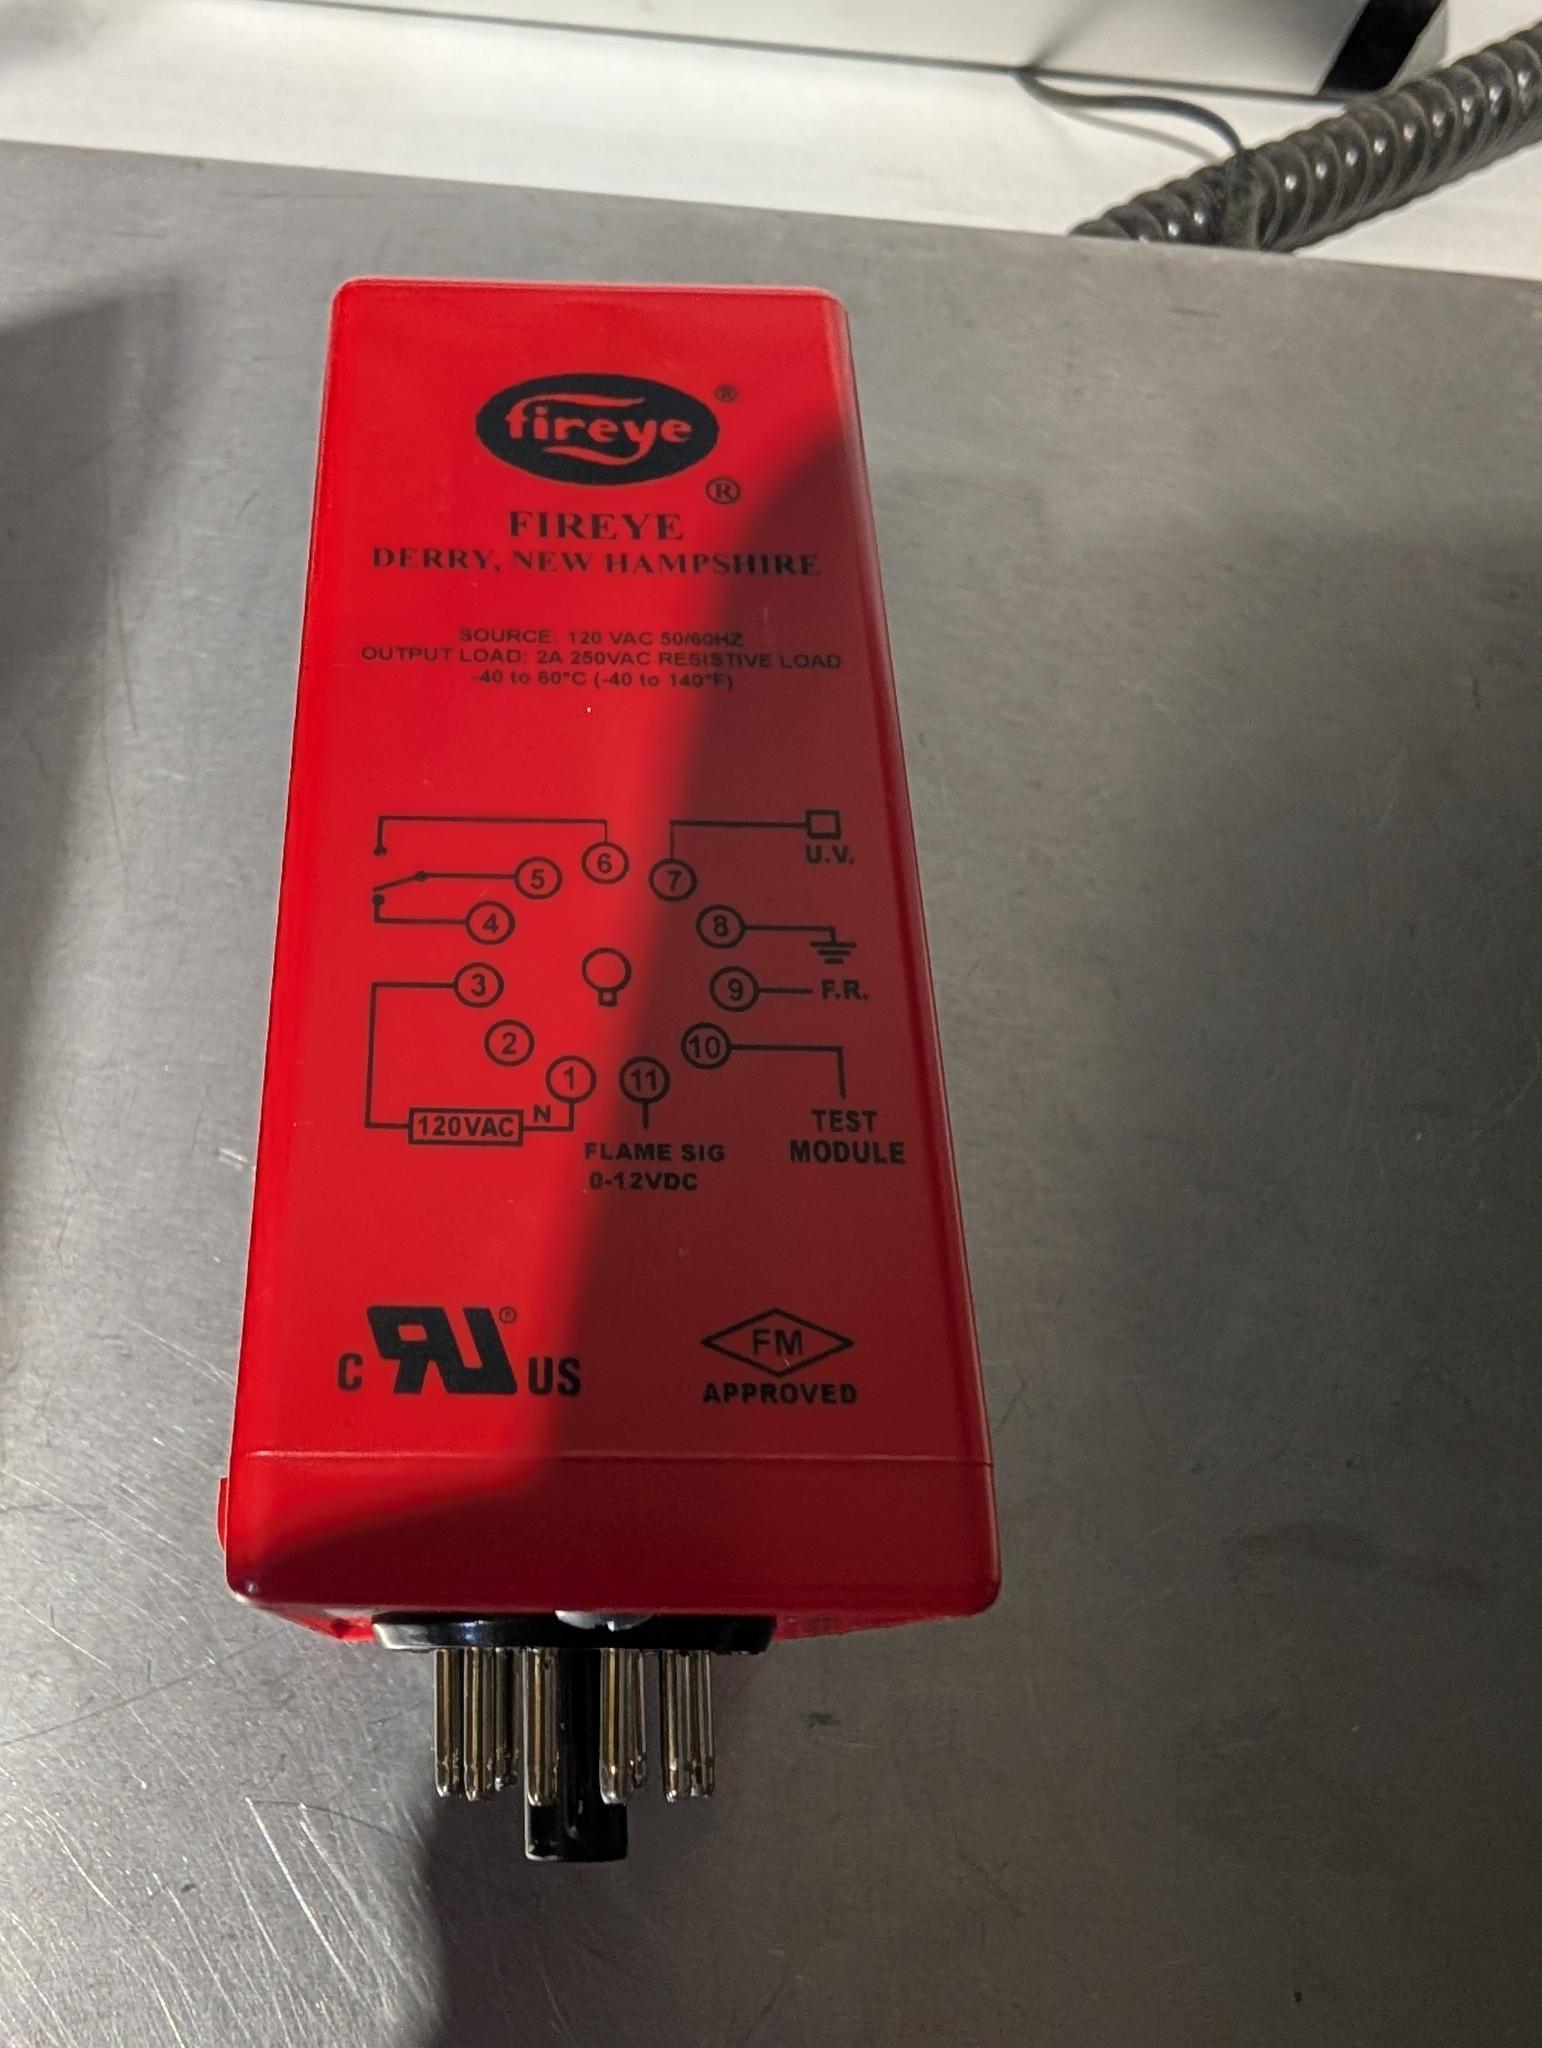 fireye ®
®
FIREYE
DERRY, NEW HAMPSHIRE
SOURCE: 120 VAC 50/60HZ
OUTPUT LOAD: 2A 250VAC RESISTIVE LOAD
-40 to 60°C (-40 to 140°F)
U.V.
6
5 7
4 8
3 9 F.R.
2 10
1 11
120VAC N
TEST
MODULE
FLAME SIG
0-12VDC
C RU ® US
FM
APPROVED